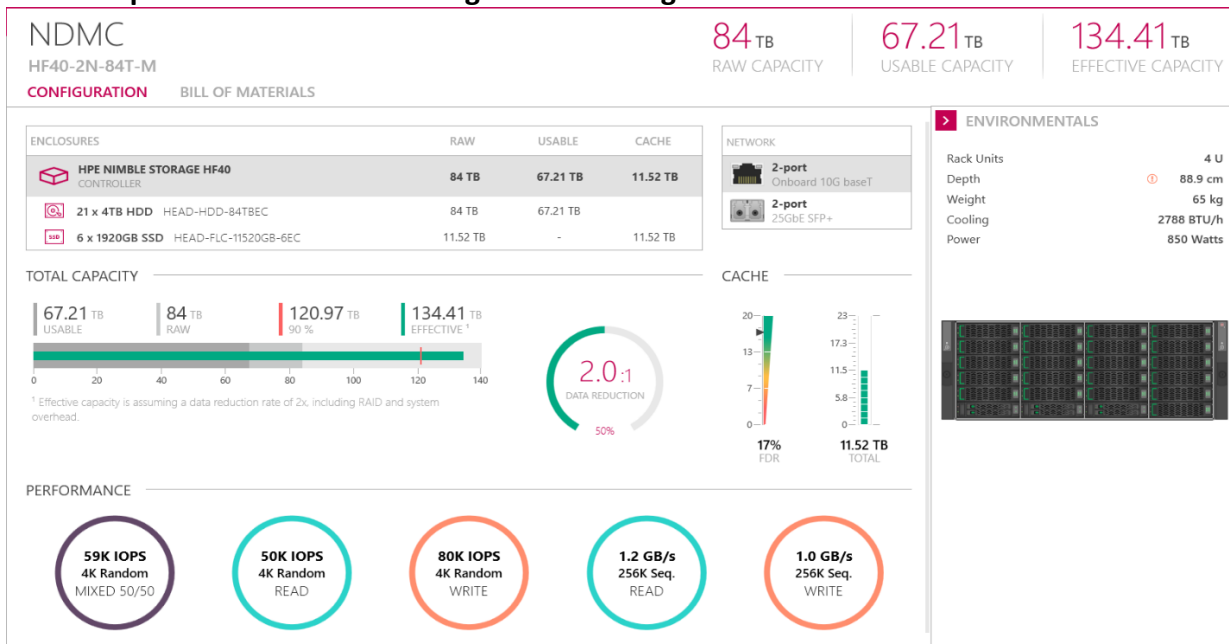 NDMC
HF40-2N-84T-M
84 TB
RAW CAPACITY
67.21 TB
USABLE CAPACITY
134.41 TB
EFFECTIVE CAPACITY
CONFIGURATION BILL OF MATERIALS
ENCLOSURES RAW USABLE CACHE
HPE NIMBLE STORAGE HF40
CONTROLLER
84 TB 67.21 TB 11.52 TB
21 x 4TB HDD HEAD-HDD-84TBEC 84 TB 67.21 TB
SSD 6 x 1920GB SSD HEAD-FLC-11520GB-6EC 11.52 TB - 11.52 TB
NETWORK
2-port
Onboard 10G baseT
2-port
25GbE SFP+
ENVIRONMENTALS
Rack Units 4 U
Depth 88.9 cm
Weight 65 kg
Cooling 2788 BTU/h
Power 850 Watts
TOTAL CAPACITY
67.21 TB
USABLE
84 TB
RAW
120.97 TB
90 %
134.41 TB
EFFECTIVE ¹
0 20 40 60 80 100 120 140
¹ Effective capacity is assuming a data reduction rate of 2x, including RAID and system
overhead.
2.0 :1
DATA REDUCTION
50%
CACHE
20
13
7
0
17%
FDR
23
17.3
11.5
5.8
0
11.52 TB
TOTAL
PERFORMANCE
59K IOPS
4K Random
MIXED 50/50
50K IOPS
4K Random
READ
80K IOPS
4K Random
WRITE
1.2 GB/s
256K Seq.
READ
1.0 GB/s
256K Seq.
WRITE